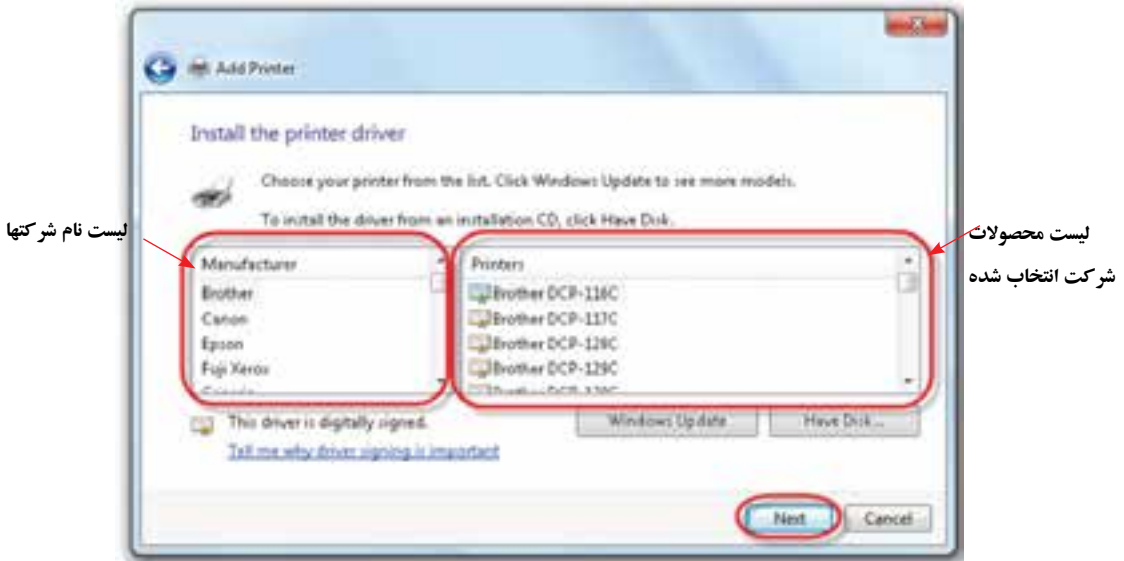 Add Printer
Install the printer driver
Choose your printer from the list. Click Windows Update to see more models.
To install the driver from an installation CD, click Have Disk.
لیست نام شرکتها
لیست محصولات
شرکت انتخاب شده
Manufacturer
Brother
Canon
Epson
Fuji Xerox
Generic
Printers
Brother DCP-116C
Brother DCP-117C
Brother DCP-128C
Brother DCP-129C
This driver is digitally signed.
Tell me why driver signing is important
Windows Update
Have Disk...
Next
Cancel